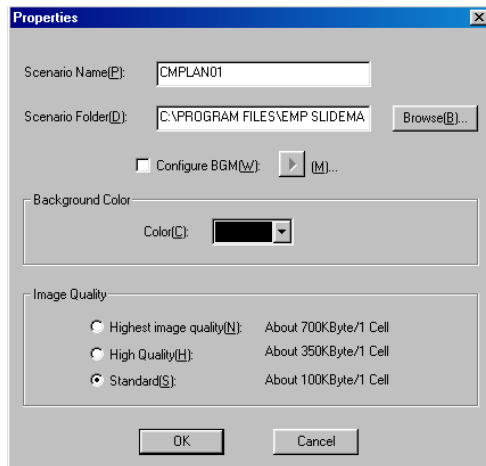 Properties
Scenario Name(P): CMPLAN01
Scenario Folder(D): C:\PROGRAM FILES\EMP SLIDEMA Browse(B)...
Configure BGM(W): (M)...
Background Color
Color(C):
Image Quality
Highest image quality(N): About 700KByte/1 Cell
High Quality(H): About 350KByte/1 Cell
Standard(S): About 100KByte/1 Cell
OK Cancel